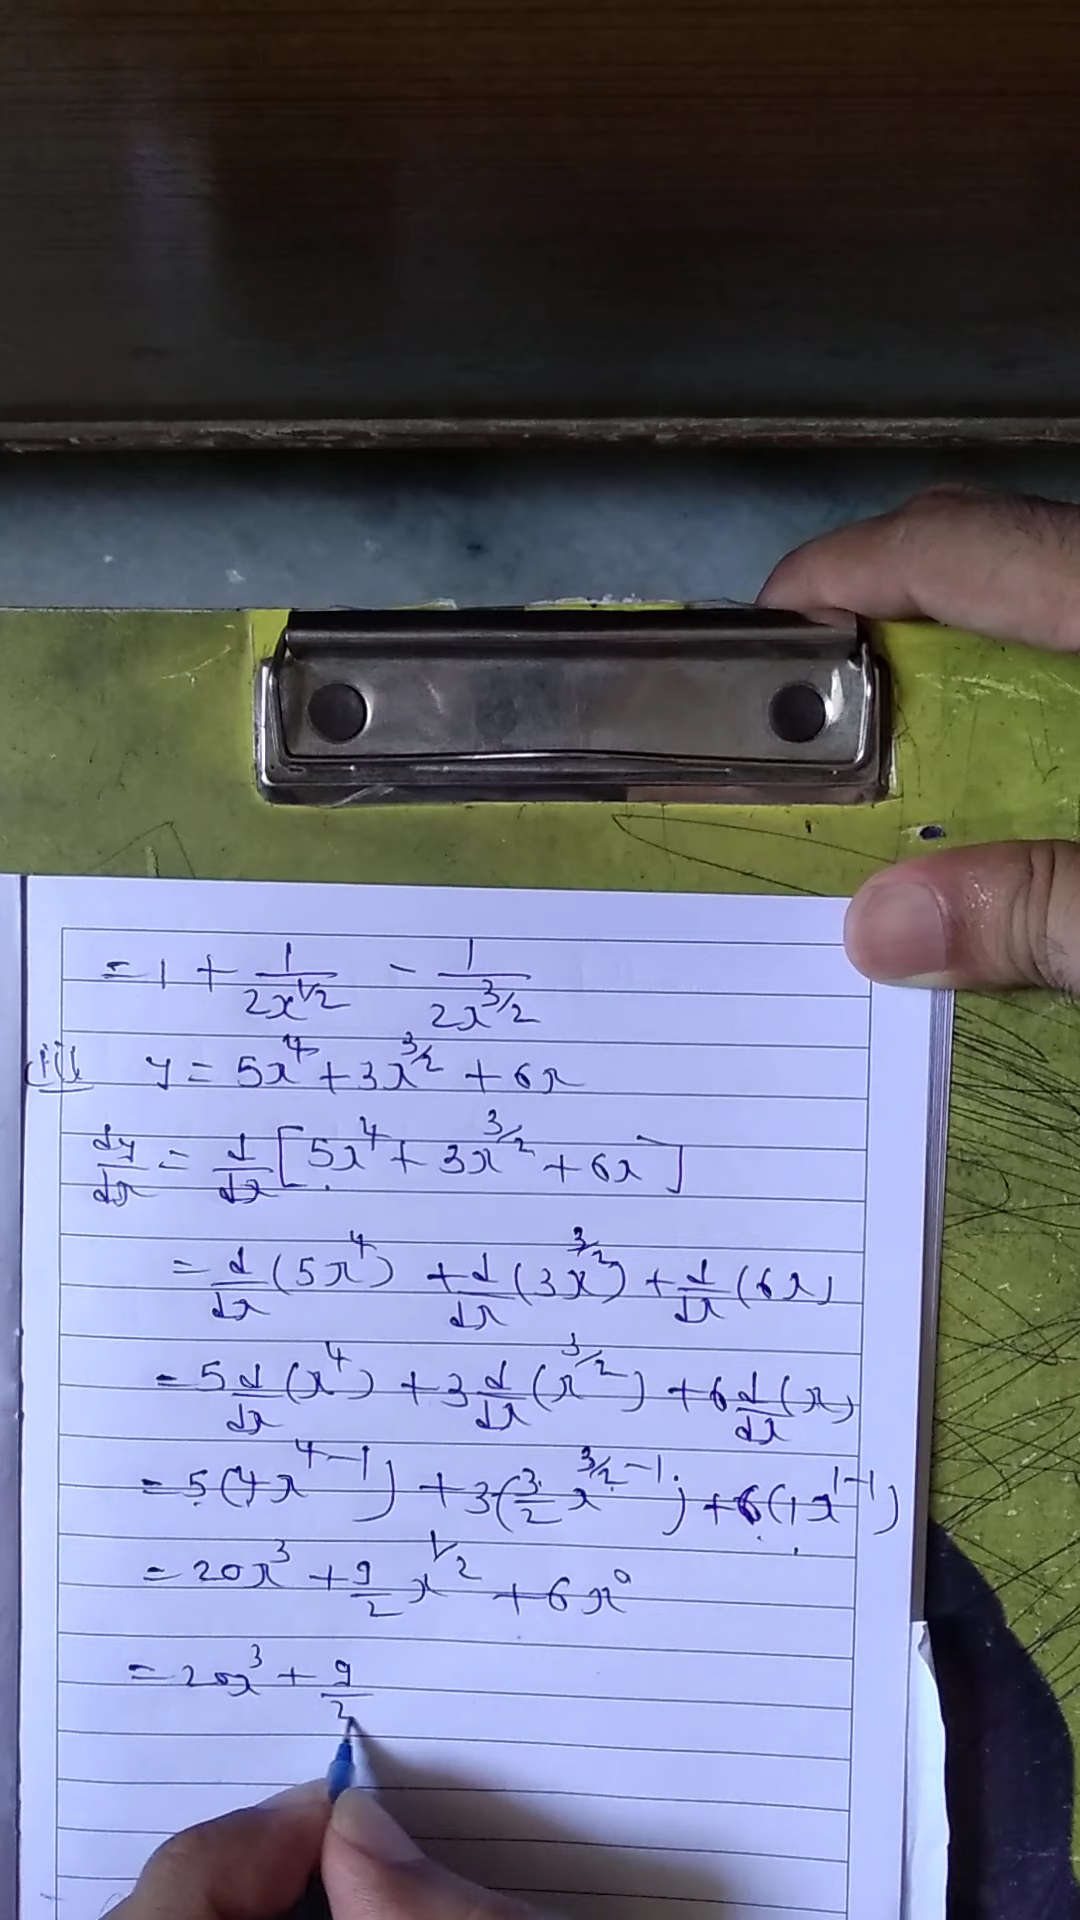 = 1 + 1/2x^1/2 - 1/2x^3/2
(iii) y = 5x^4 + 3x^3/2 + 6x
dy/dx = d/dx [5x^4 + 3x^3/2 + 6x]
= d/dx (5x^4) + d/dx (3x^3/2) + d/dx (6x)
= 5 d/dx (x^4) + 3 d/dx (x^3/2) + 6 d/dx (x)
= 5(4x^4-1) + 3(3/2 x^3/2-1) + 6(1x^1-1)
= 20x^3 + 9/2 x^1/2 + 6x^0
= 20x^3 + 9/2